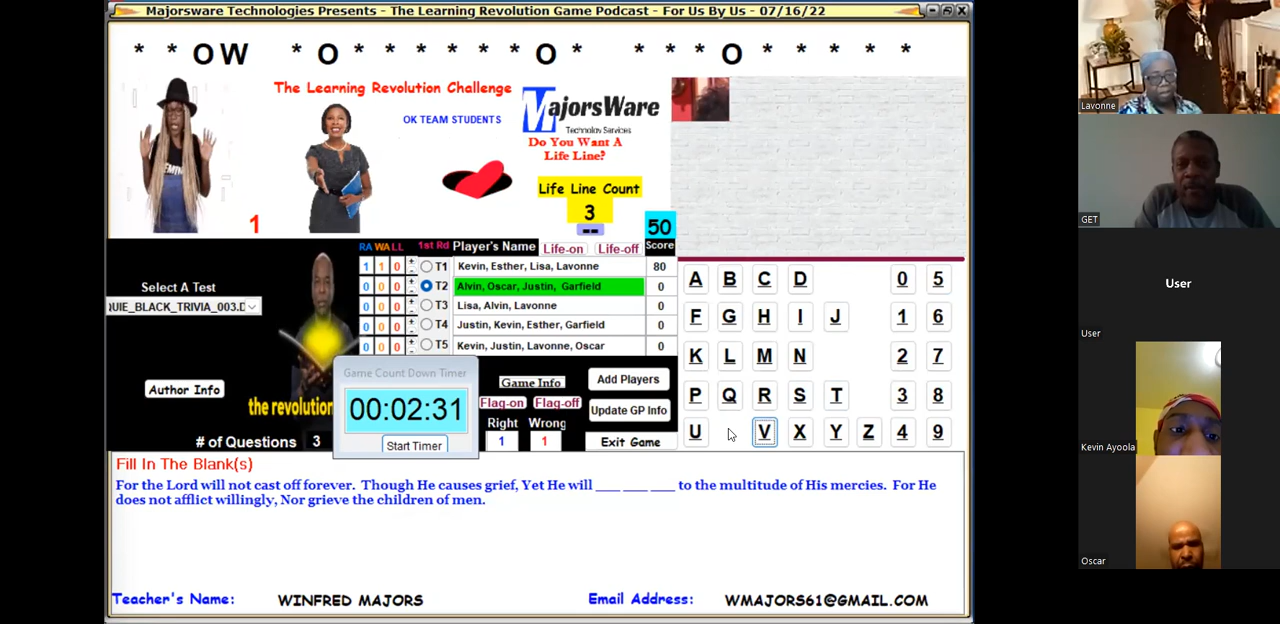 Majorsware Technologies Presents - The Learning Revolution Game Podcast - For Us By Us - 07/16/22
* * O W * O * * * * * * * O * * * * O * * * * * *
The Learning Revolution Challenge
OK TEAM STUDENTS
MajorsWare
Technology Services
Do You Want A
Life Line?
Life Line Count
3
--
50
1
RA WA LL 1st Rd Player's Name Life-on Life-off Score
1 1 0 T1 Kevin, Esther, Lisa, Lavonne 80
0 0 0 T2 Alvin, Oscar, Justin, Garfield 0
0 0 0 T3 Lisa, Alvin, Lavonne 0
0 0 0 T4 Justin, Kevin, Esther, Garfield 0
0 0 0 T5 Kevin, Justin, Lavonne, Oscar 0
Select A Test
QUIE_BLACK_TRIVIA_003.D
Author Info
the revolution
# of Questions 3
Game Count Down Timer
00:02:31
Start Timer
Game Info
Flag-on Flag-off
Right Wrong
1 1
Add Players
Update GP Info
Exit Game
A B C D 0 5
F G H I J 1 6
K L M N 2 7
P Q R S T 3 8
U V X Y Z 4 9
Fill In The Blank(s)
For the Lord will not cast off forever. Though He causes grief, Yet He will ____ ____ ____ to the multitude of His mercies. For He
does not afflict willingly, Nor grieve the children of men.
Teacher's Name: WINFRED MAJORS Email Address: WMAJORS61@GMAIL.COM
Lavonne
GET
User
User
Kevin Ayoola
Oscar